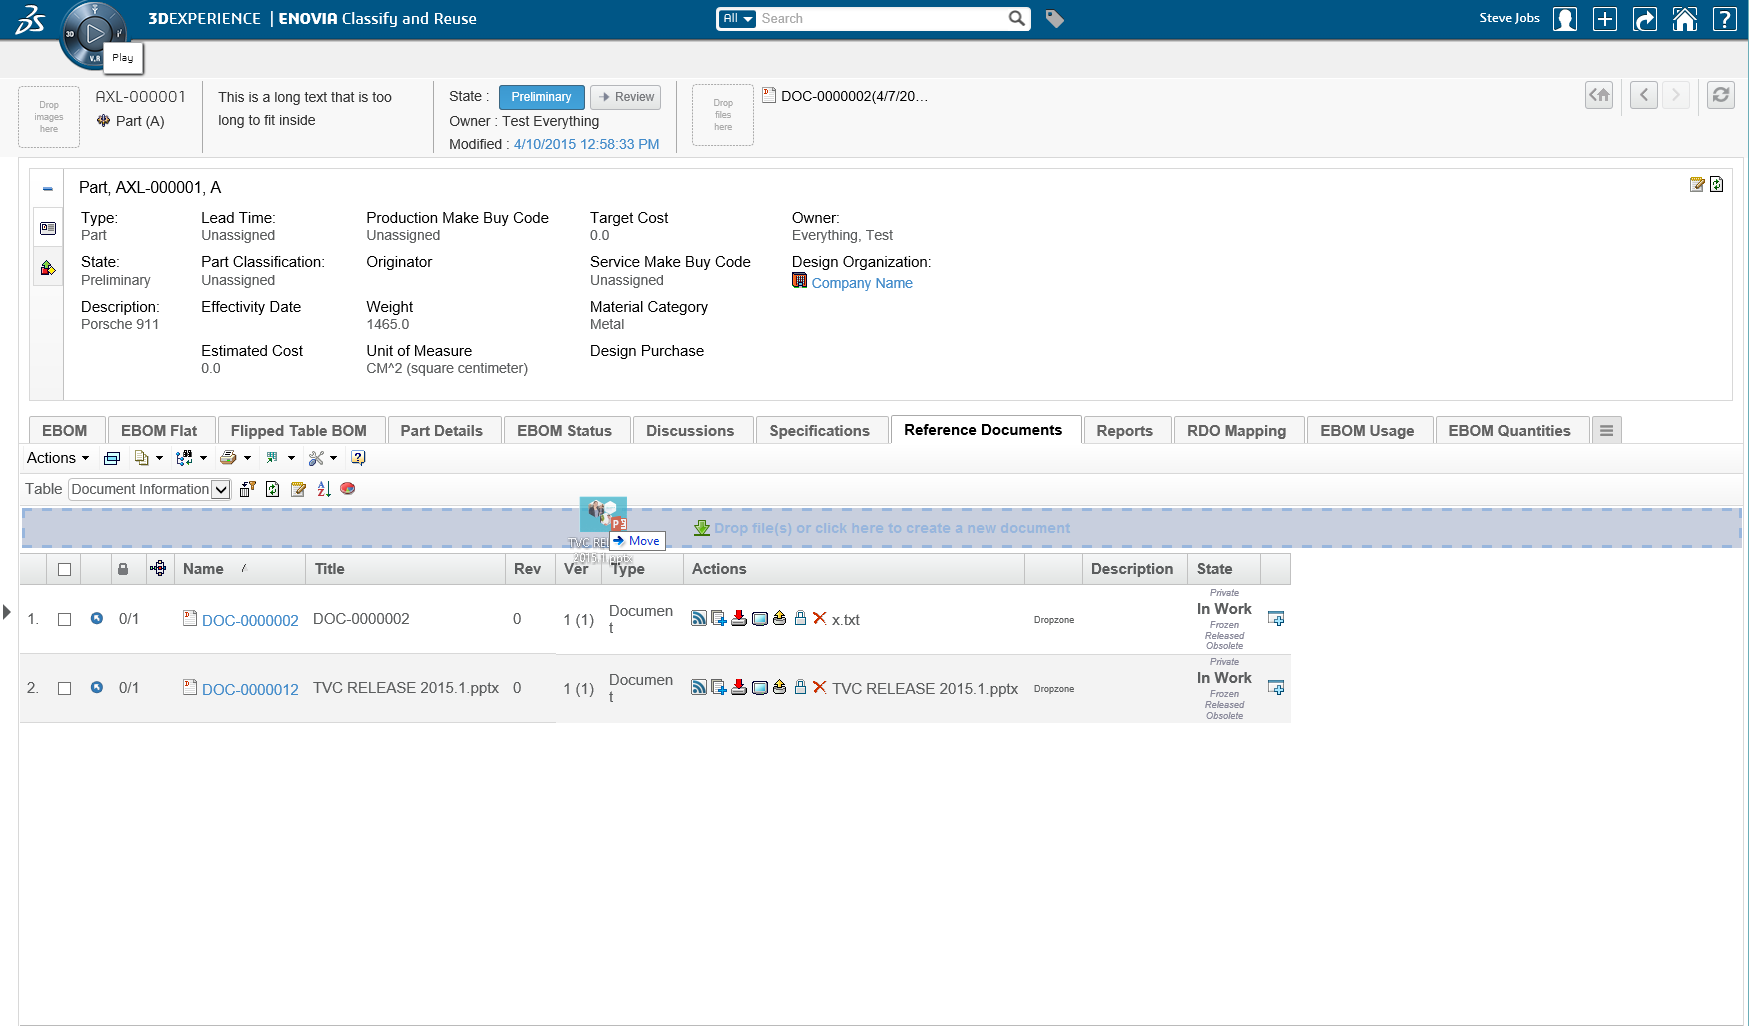 3DEXPERIENCE | ENOVIA Classify and Reuse
All
Search
Steve Jobs
3D
V.R
Play
Drop images here
AXL-000001
Part (A)
This is a long text that is too long to fit inside
State :
Preliminary
Review
Owner : Test Everything
Modified : 4/10/2015 12:58:33 PM
Drop files here
DOC-0000002(4/7/20...
Part, AXL-000001, A
Type:
Part
Lead Time:
Unassigned
Production Make Buy Code
Unassigned
Target Cost
0.0
Owner:
Everything, Test
State:
Preliminary
Part Classification:
Unassigned
Originator
Service Make Buy Code
Unassigned
Design Organization:
Company Name
Description:
Porsche 911
Effectivity Date
Weight
1465.0
Material Category
Metal
Estimated Cost
0.0
Unit of Measure
CM^2 (square centimeter)
Design Purchase
EBOM
EBOM Flat
Flipped Table BOM
Part Details
EBOM Status
Discussions
Specifications
Reference Documents
Reports
RDO Mapping
EBOM Usage
EBOM Quantities
Actions
Table
Document Information
Drop file(s) or click here to create a new document
Move
Name
Title
Rev
Ver
Type
Actions
Description
State
1.
0/1
DOC-0000002
DOC-0000002
0
1 (1)
Document
x.txt
Dropzone
Private
In Work
Frozen
Released
Obsolete
2.
0/1
DOC-0000012
TVC RELEASE 2015.1.pptx
0
1 (1)
Document
TVC RELEASE 2015.1.pptx
Dropzone
Private
In Work
Frozen
Released
Obsolete